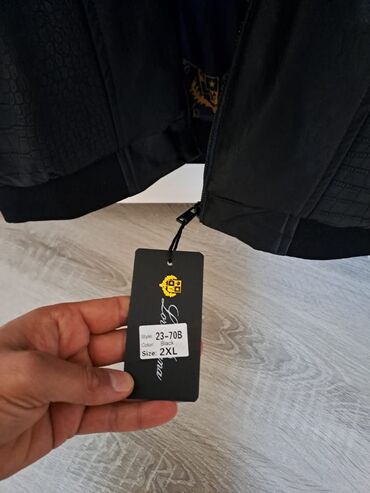 Style: 23-70B
Color: Black
Size: 2XL